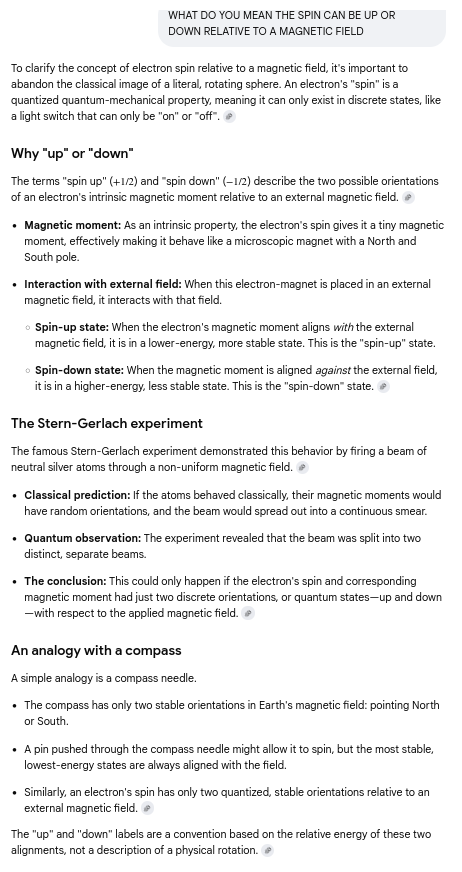 WHAT DO YOU MEAN THE SPIN CAN BE UP OR
DOWN RELATIVE TO A MAGNETIC FIELD
To clarify the concept of electron spin relative to a magnetic field, it's important to
abandon the classical image of a literal, rotating sphere. An electron's "spin" is a
quantized quantum-mechanical property, meaning it can only exist in discrete states, like
a light switch that can only be "on" or "off".
Why "up" or "down"
The terms "spin up" (+1/2) and "spin down" (−1/2) describe the two possible orientations
of an electron's intrinsic magnetic moment relative to an external magnetic field.
• Magnetic moment: As an intrinsic property, the electron's spin gives it a tiny magnetic
moment, effectively making it behave like a microscopic magnet with a North and
South pole.
• Interaction with external field: When this electron-magnet is placed in an external
magnetic field, it interacts with that field.
○ Spin-up state: When the electron's magnetic moment aligns with the external
magnetic field, it is in a lower-energy, more stable state. This is the "spin-up" state.
○ Spin-down state: When the magnetic moment is aligned against the external field,
it is in a higher-energy, less stable state. This is the "spin-down" state.
The Stern-Gerlach experiment
The famous Stern-Gerlach experiment demonstrated this behavior by firing a beam of
neutral silver atoms through a non-uniform magnetic field.
• Classical prediction: If the atoms behaved classically, their magnetic moments would
have random orientations, and the beam would spread out into a continuous smear.
• Quantum observation: The experiment revealed that the beam was split into two
distinct, separate beams.
• The conclusion: This could only happen if the electron's spin and corresponding
magnetic moment had just two discrete orientations, or quantum states—up and down
—with respect to the applied magnetic field.
An analogy with a compass
A simple analogy is a compass needle.
• The compass has only two stable orientations in Earth's magnetic field: pointing North
or South.
• A pin pushed through the compass needle might allow it to spin, but the most stable,
lowest-energy states are always aligned with the field.
• Similarly, an electron's spin has only two quantized, stable orientations relative to an
external magnetic field.
The "up" and "down" labels are a convention based on the relative energy of these two
alignments, not a description of a physical rotation.